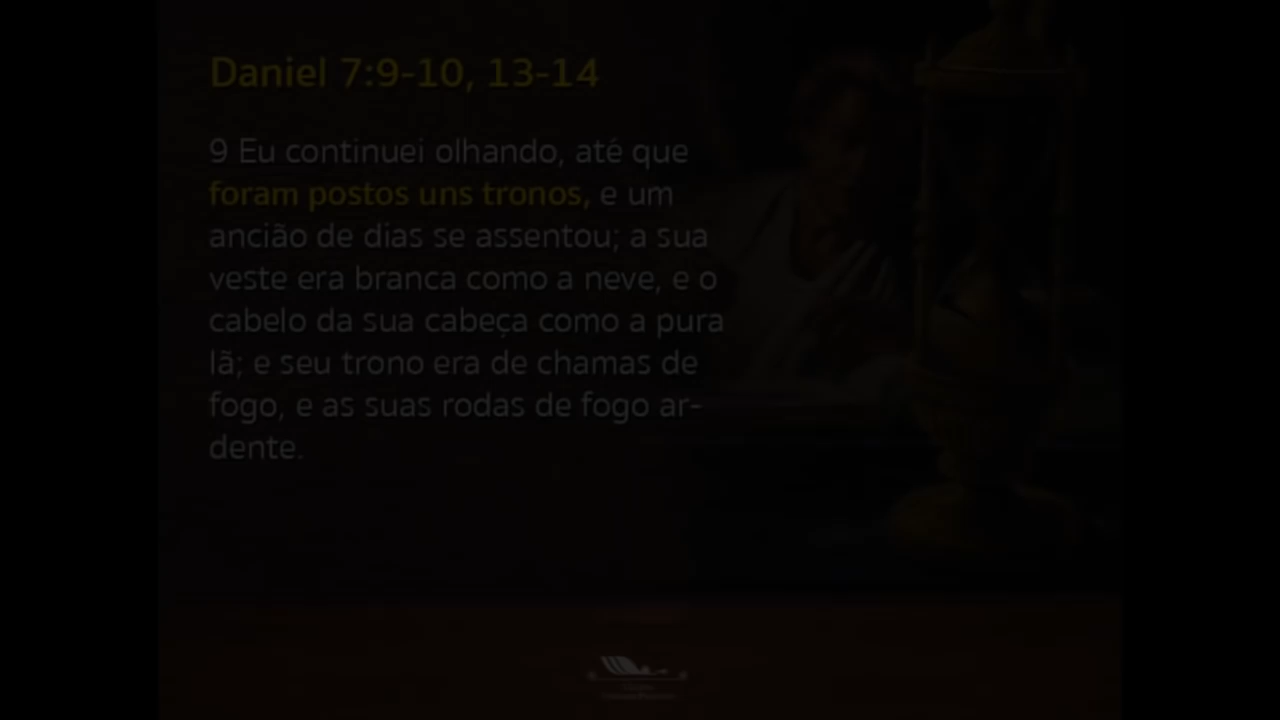 Daniel 7:9-10, 13-14
9 Eu continuei olhando, até que
foram postos uns tronos, e um
ancião de dias se assentou; a sua
veste era branca como a neve, e o
cabelo da sua cabeça como a pura
lã; e seu trono era de chamas de
fogo, e as suas rodas de fogo ar-
dente.